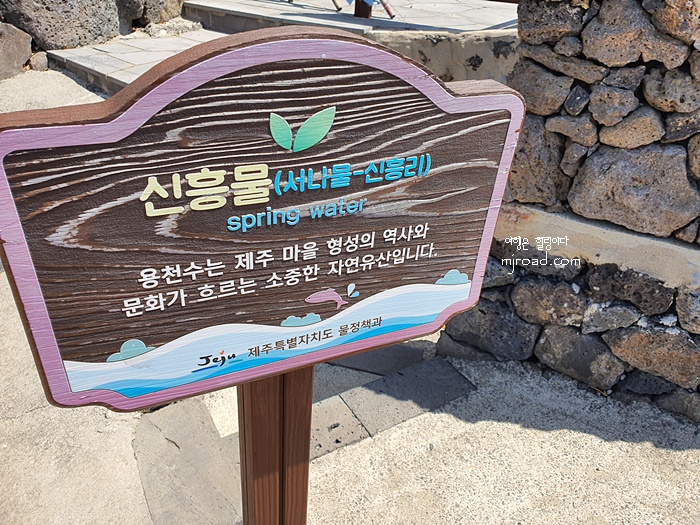 신흥물(서나물-신흥리)
spring water
용천수는 제주 마을 형성의 역사와
문화가 흐르는 소중한 자연유산입니다.
Jeju 제주특별자치도 물정책과
여행은 힐링이다
mjroad.com